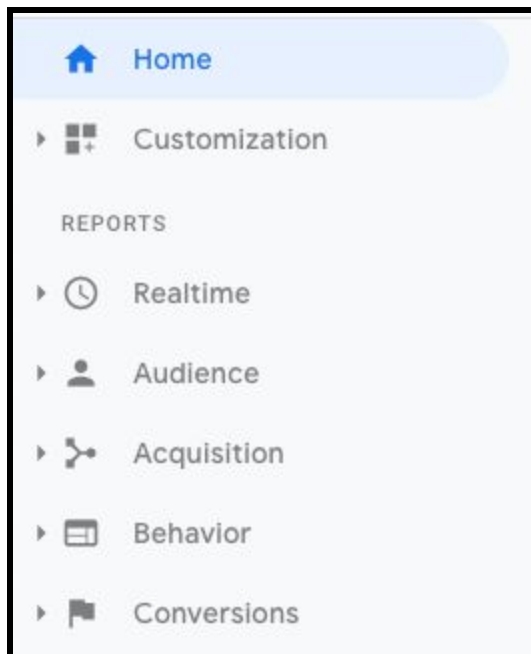 Home
Customization
REPORTS
Realtime
Audience
Acquisition
Behavior
Conversions